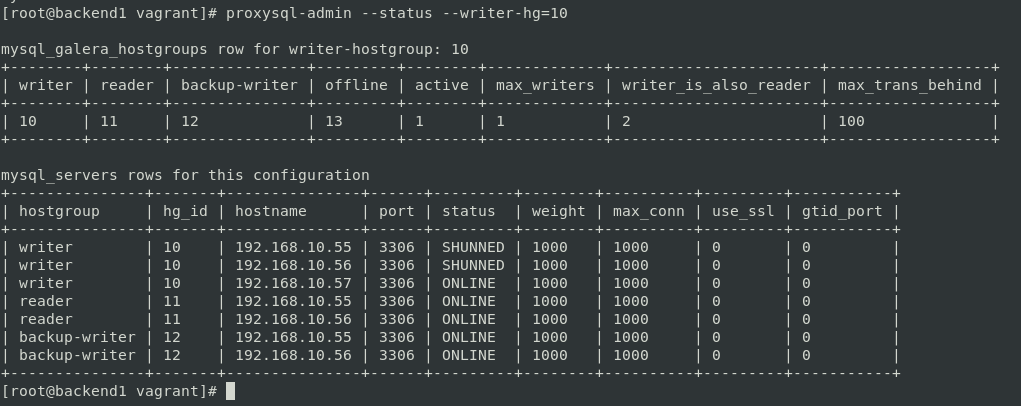 [root@backend1 vagrant]# proxysql-admin --status --writer-hg=10

mysql_galera_hostgroups row for writer-hostgroup: 10
+--------+--------+---------------+---------+--------+-------------+-----------------------+------------------+
| writer | reader | backup-writer | offline | active | max_writers | writer_is_also_reader | max_trans_behind |
+--------+--------+---------------+---------+--------+-------------+-----------------------+------------------+
| 10     | 11     | 12            | 13      | 1      | 1           | 2                     | 100              |
+--------+--------+---------------+---------+--------+-------------+-----------------------+------------------+

mysql_servers rows for this configuration
+---------------+-------+---------------+------+---------+--------+----------+---------+-----------+
| hostgroup     | hg_id | hostname      | port | status  | weight | max_conn | use_ssl | gtid_port |
+---------------+-------+---------------+------+---------+--------+----------+---------+-----------+
| writer        | 10    | 192.168.10.55 | 3306 | SHUNNED | 1000   | 1000     | 0       | 0         |
| writer        | 10    | 192.168.10.56 | 3306 | SHUNNED | 1000   | 1000     | 0       | 0         |
| writer        | 10    | 192.168.10.57 | 3306 | ONLINE  | 1000   | 1000     | 0       | 0         |
| reader        | 11    | 192.168.10.55 | 3306 | ONLINE  | 1000   | 1000     | 0       | 0         |
| reader        | 11    | 192.168.10.56 | 3306 | ONLINE  | 1000   | 1000     | 0       | 0         |
| backup-writer | 12    | 192.168.10.55 | 3306 | ONLINE  | 1000   | 1000     | 0       | 0         |
| backup-writer | 12    | 192.168.10.56 | 3306 | ONLINE  | 1000   | 1000     | 0       | 0         |
+---------------+-------+---------------+------+---------+--------+----------+---------+-----------+
[root@backend1 vagrant]#